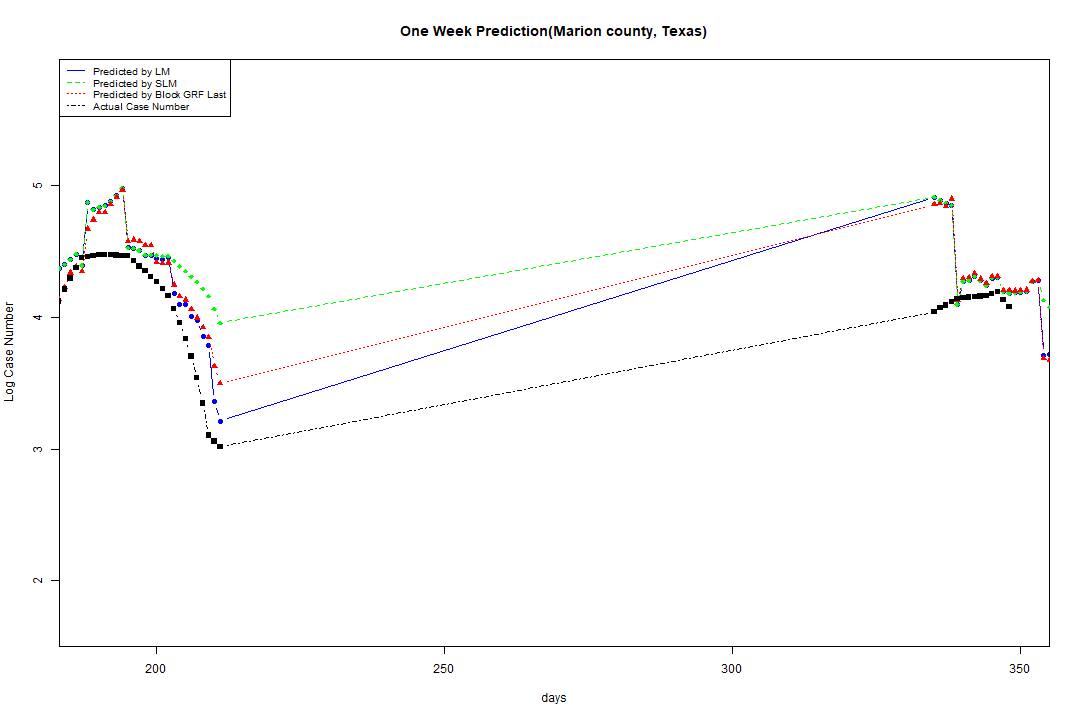 One Week Prediction(Marion county, Texas)
Predicted by LM
Predicted by SLM
Predicted by Block GRF Last
Actual Case Number
5
4
3
2
Log Case Number
200
250
300
350
days